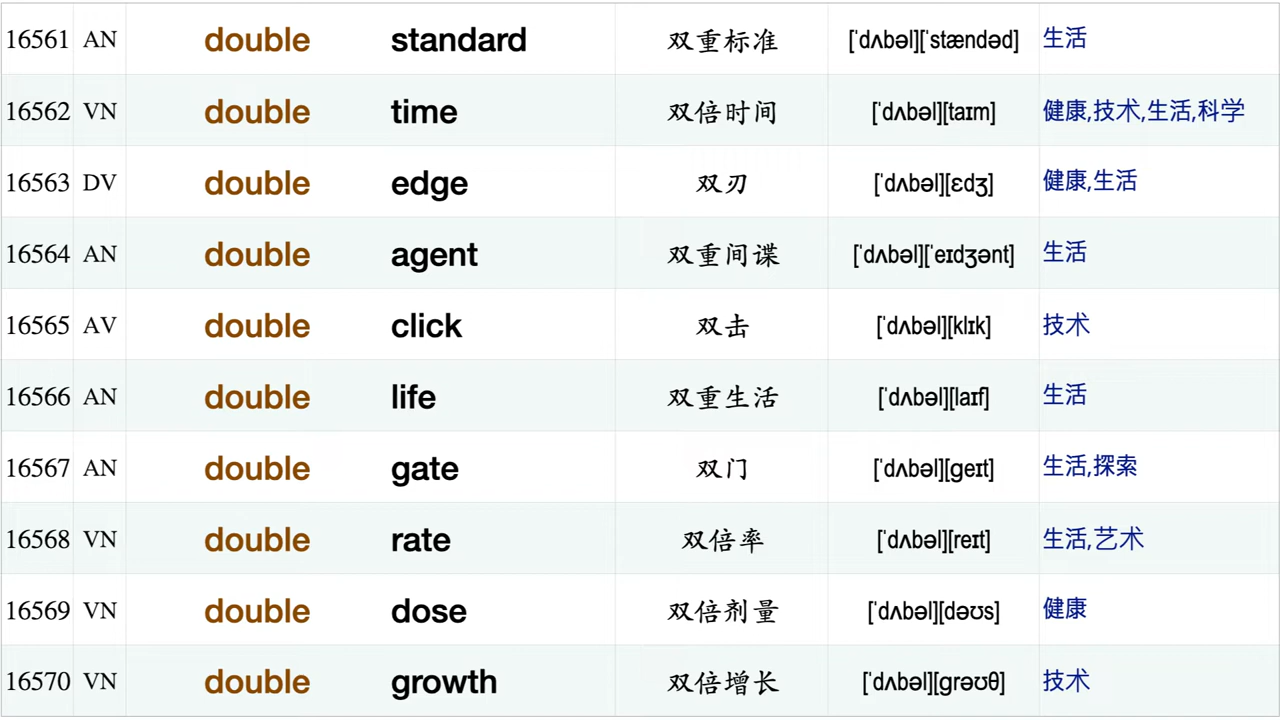 16561 AN double standard 双重标准 [ˈdʌbəl][ˈstændəd] 生活
16562 VN double time 双倍时间 [ˈdʌbəl][taɪm] 健康,技术,生活,科学
16563 DV double edge 双刃 [ˈdʌbəl][ɛdʒ] 健康,生活
16564 AN double agent 双重间谍 [ˈdʌbəl][ˈeɪdʒənt] 生活
16565 AV double click 双击 [ˈdʌbəl][klɪk] 技术
16566 AN double life 双重生活 [ˈdʌbəl][laɪf] 生活
16567 AN double gate 双门 [ˈdʌbəl][geɪt] 生活,探索
16568 VN double rate 双倍率 [ˈdʌbəl][reɪt] 生活,艺术
16569 VN double dose 双倍剂量 [ˈdʌbəl][dəʊs] 健康
16570 VN double growth 双倍增长 [ˈdʌbəl][grəʊθ] 技术